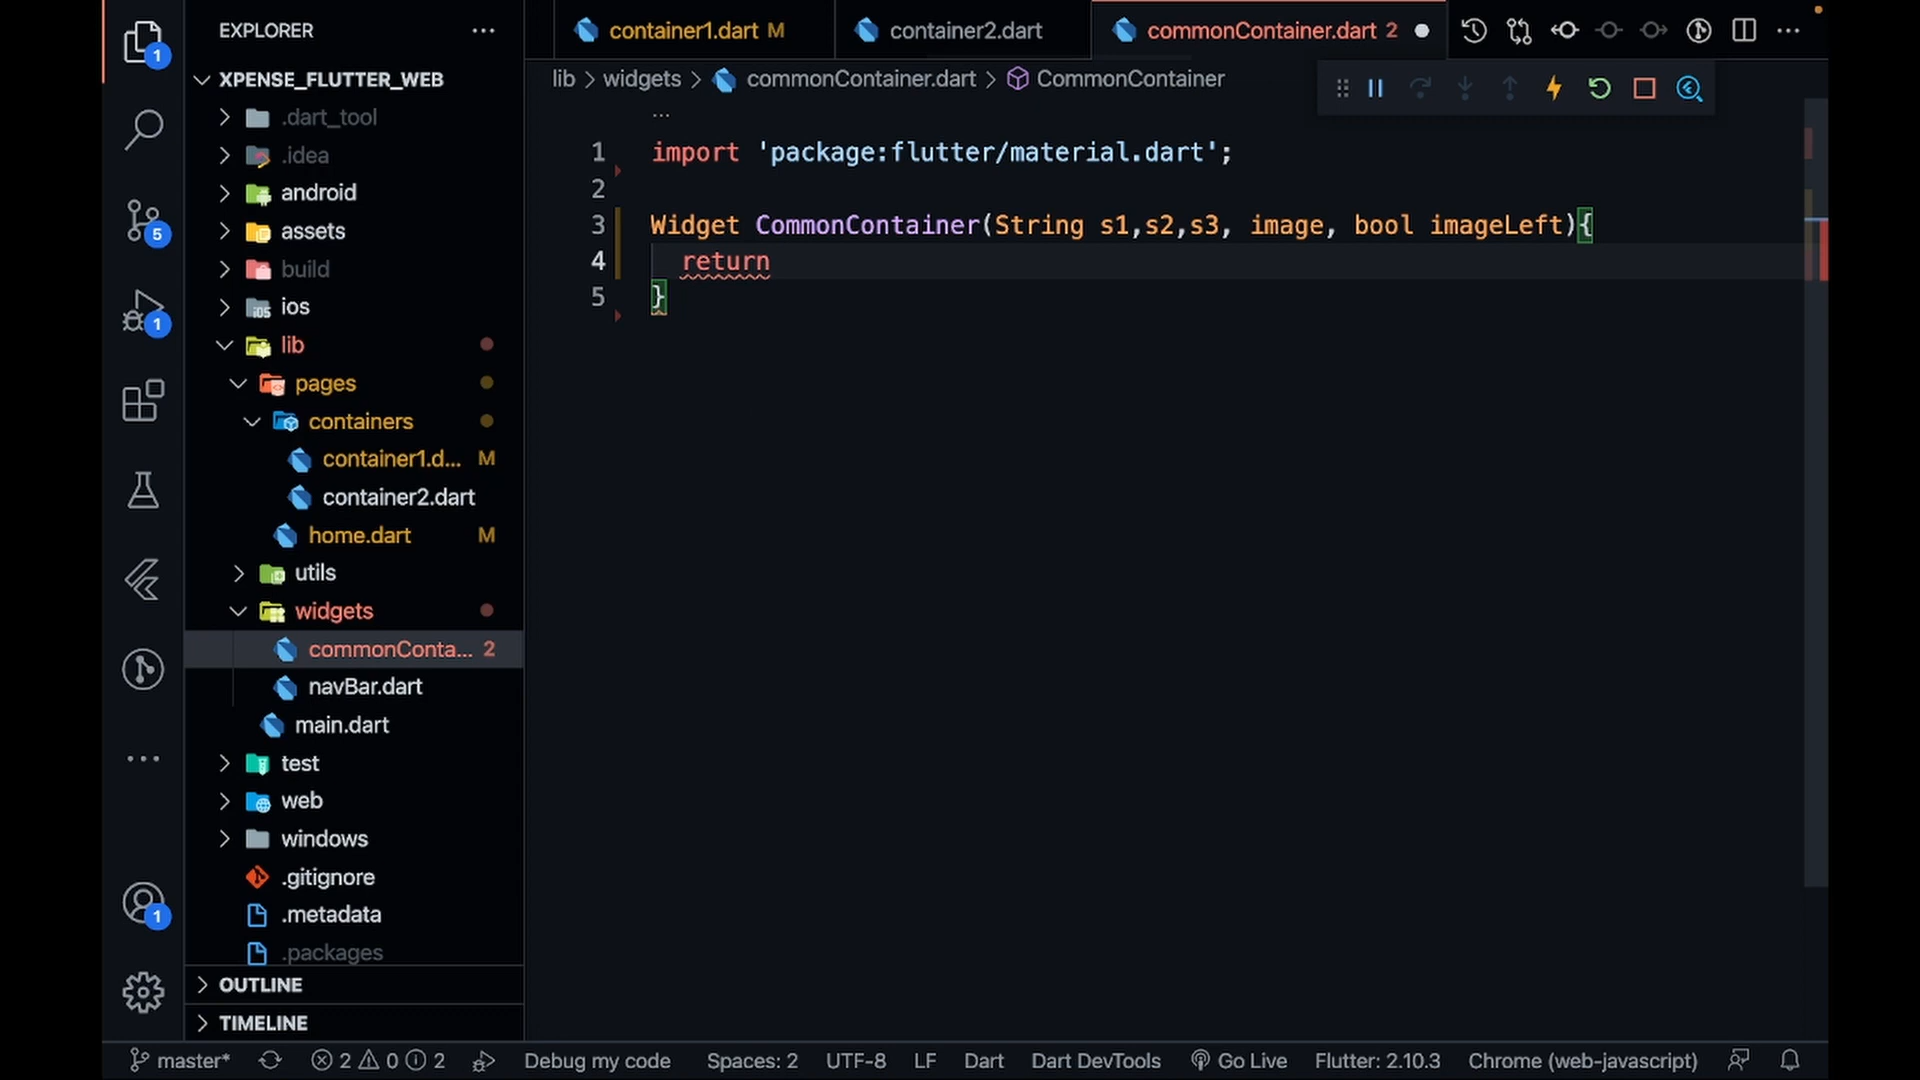 EXPLORER
XPENSE_FLUTTER_WEB
.dart_tool
.idea
android
assets
build
ios
lib
pages
containers
container1.d... M
container2.dart
home.dart M
utils
widgets
commonConta... 2
navBar.dart
main.dart
test
web
windows
.gitignore
.metadata
.packages
OUTLINE
TIMELINE
1
5
1
1
container1.dart M
container2.dart
commonContainer.dart 2
lib > widgets > commonContainer.dart > CommonContainer
...
1 import 'package:flutter/material.dart';
2
3 Widget CommonContainer(String s1,s2,s3, image, bool imageLeft){
4 return
5 }
master* 2 0 2 Debug my code Spaces: 2 UTF-8 LF Dart Dart DevTools Go Live Flutter: 2.10.3 Chrome (web-javascript)